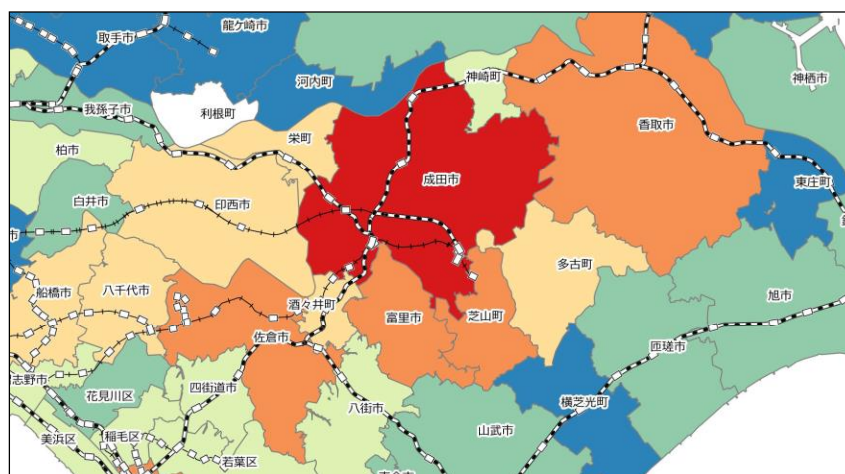 龍ケ崎市
取手市
神崎町
河内町
神栖市
利根町
我孫子市
香取市
栄町
柏市
成田市
東庄町
白井市
印西市
市
多古町
船橋市
八千代市
酒々井町
旭市
富里市
芝山町
佐倉市
匝瑳市
習志野市
四街道市
花見川区
八街市
横芝光町
山武市
美浜区
稲毛区
若葉区